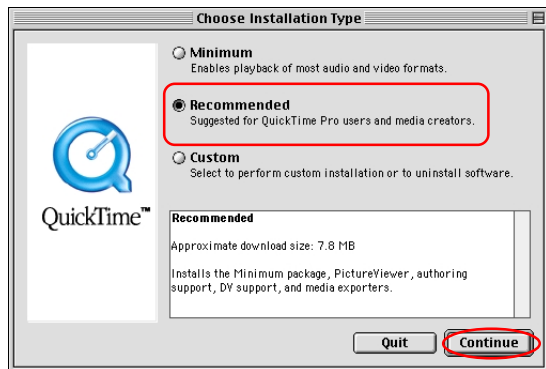 Choose Installation Type
Minimum
Enables playback of most audio and video formats.
Recommended
Suggested for QuickTime Pro users and media creators.
Custom
Select to perform custom installation or to uninstall software.
QuickTime™
Recommended
Approximate download size: 7.8 MB
Installs the Minimum package, PictureViewer, authoring
support, DV support, and media exporters.
Quit
Continue